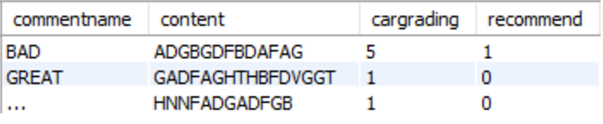 commentname content cargrading recommend
BAD ADGBGDFBDAFAG 5 1
GREAT GADFAGHTHBFDVGGT 1 0
... HNNFADGADFGB 1 0